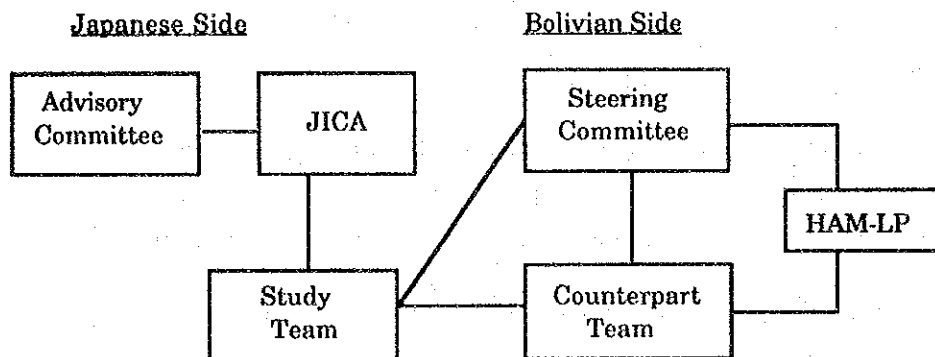 Japanese Side
Bolivian Side
Advisory
Committee
JICA
Steering
Committee
HAM-LP
Study
Team
Counterpart
Team